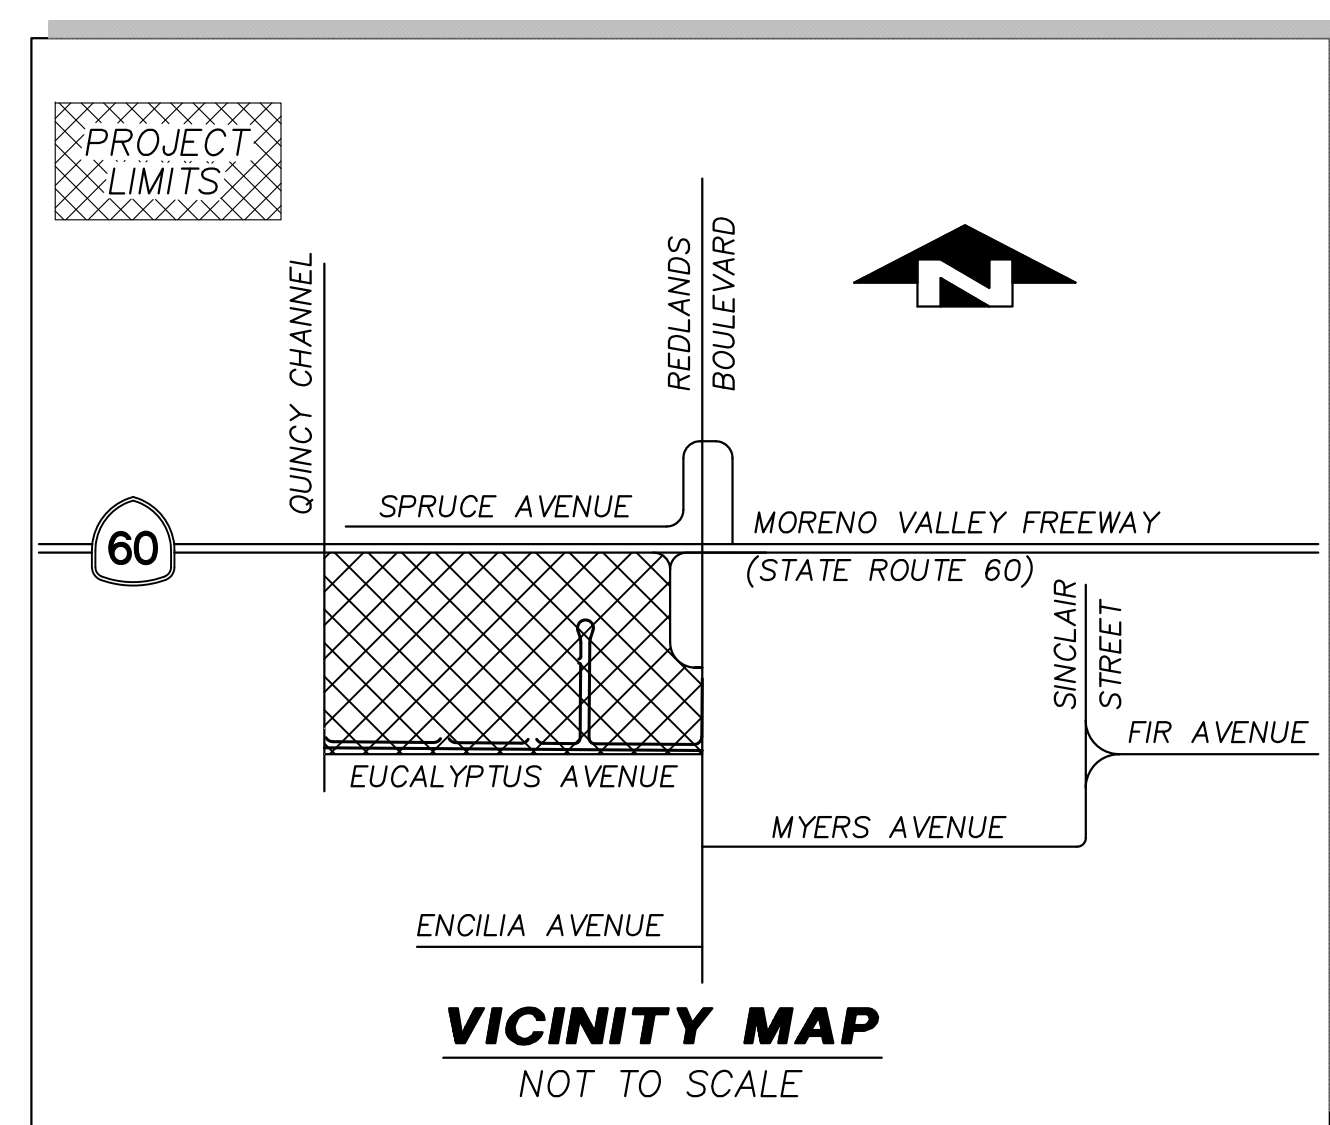 PROJECT
LIMITS
QUINCY CHANNEL
REDLANDS
BOULEVARD
N
SPRUCE AVENUE
MORENO VALLEY FREEWAY
60
(STATE ROUTE 60)
SINCLAIR
STREET
FIR AVENUE
EUCALYPTUS AVENUE
MYERS AVENUE
ENCILIA AVENUE
VICINITY MAP
NOT TO SCALE